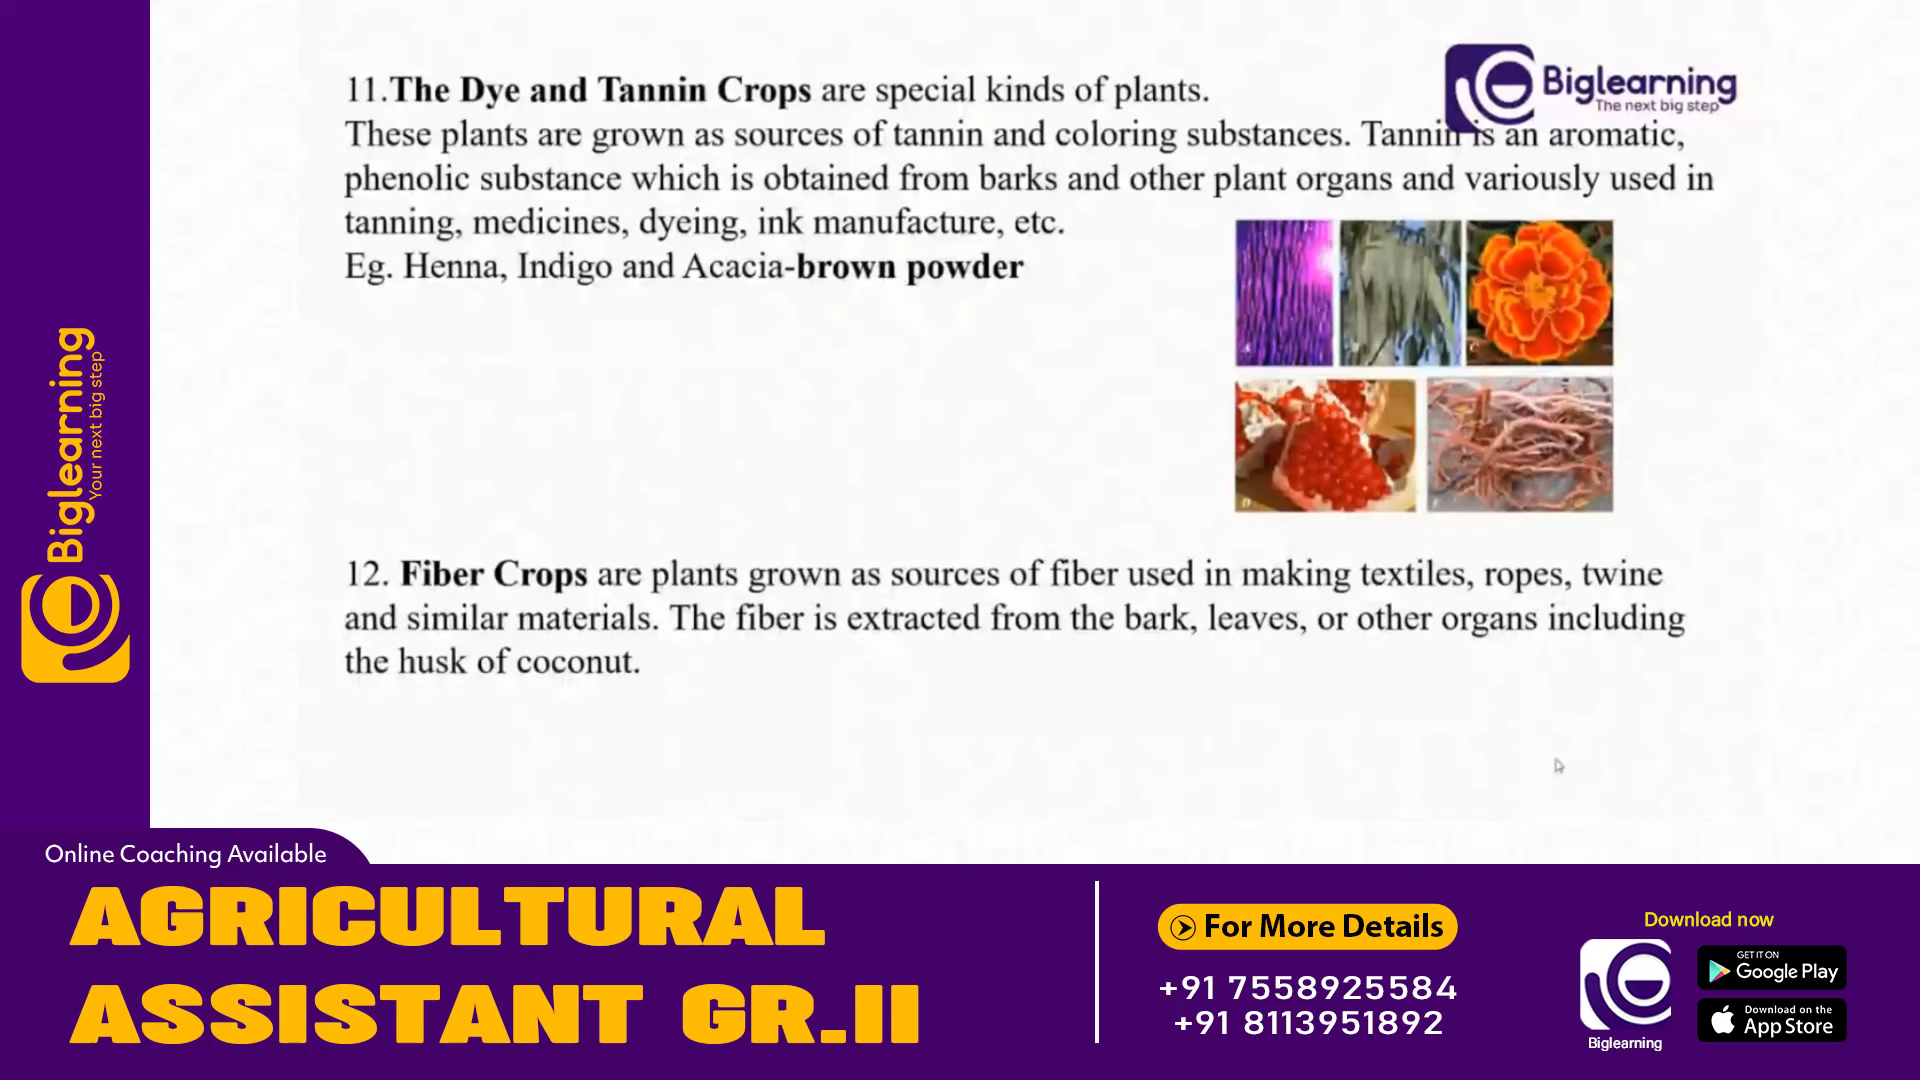 Biglearning
The next big step
11.The Dye and Tannin Crops are special kinds of plants.
These plants are grown as sources of tannin and coloring substances. Tannin is an aromatic,
phenolic substance which is obtained from barks and other plant organs and variously used in
tanning, medicines, dyeing, ink manufacture, etc.
Eg. Henna, Indigo and Acacia-brown powder
12. Fiber Crops are plants grown as sources of fiber used in making textiles, ropes, twine
and similar materials. The fiber is extracted from the bark, leaves, or other organs including
the husk of coconut.
Biglearning
Your next big step
Online Coaching Available
AGRICULTURAL
ASSISTANT GR.II
For More Details
+91 7558925584
+91 8113951892
Download now
Biglearning
GET IT ON
Google Play
Download on the
App Store